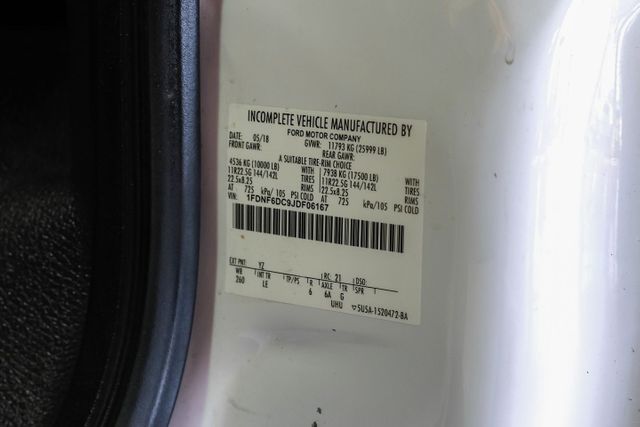 INCOMPLETE VEHICLE MANUFACTURED BY
FORD MOTOR COMPANY
DATE: 05/18 GVWR: 11793 KG (25999 LB)
FRONT GAWR: REAR GAWR:
A SUITABLE TIRE-RIM CHOICE
4536 KG (10000 LB) WITH 7938 KG (17500 LB) WITH
11R22.5G 144/142L TIRES 11R22.5G 144/142L TIRES
22.5x8.25 RIMS 22.5x8.25 RIMS
AT 725 kPa/105 PSI COLD AT 725 kPa/105 PSI COLD
VIN: 1FDNF6DC9JDF06167
EXT PNT: YZ RC: 21 DSO:
WB INT TR TP/PS R AXLE TR SPR
260 LE 6 6A G
UHU 5U5A-1520472-BA